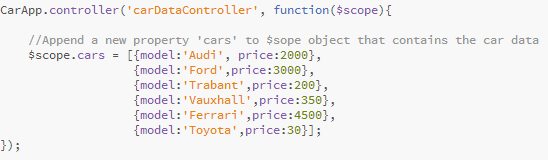 CarApp.controller('carDataController', function($scope){
//Append a new property 'cars' to $sope object that contains the car data
$scope.cars = [{model:'Audi', price:2000},
{model:'Ford',price:3000},
{model:'Trabant',price:200},
{model:'Vauxhall',price:350},
{model:'Ferrari',price:4500},
{model:'Toyota',price:30}];
});